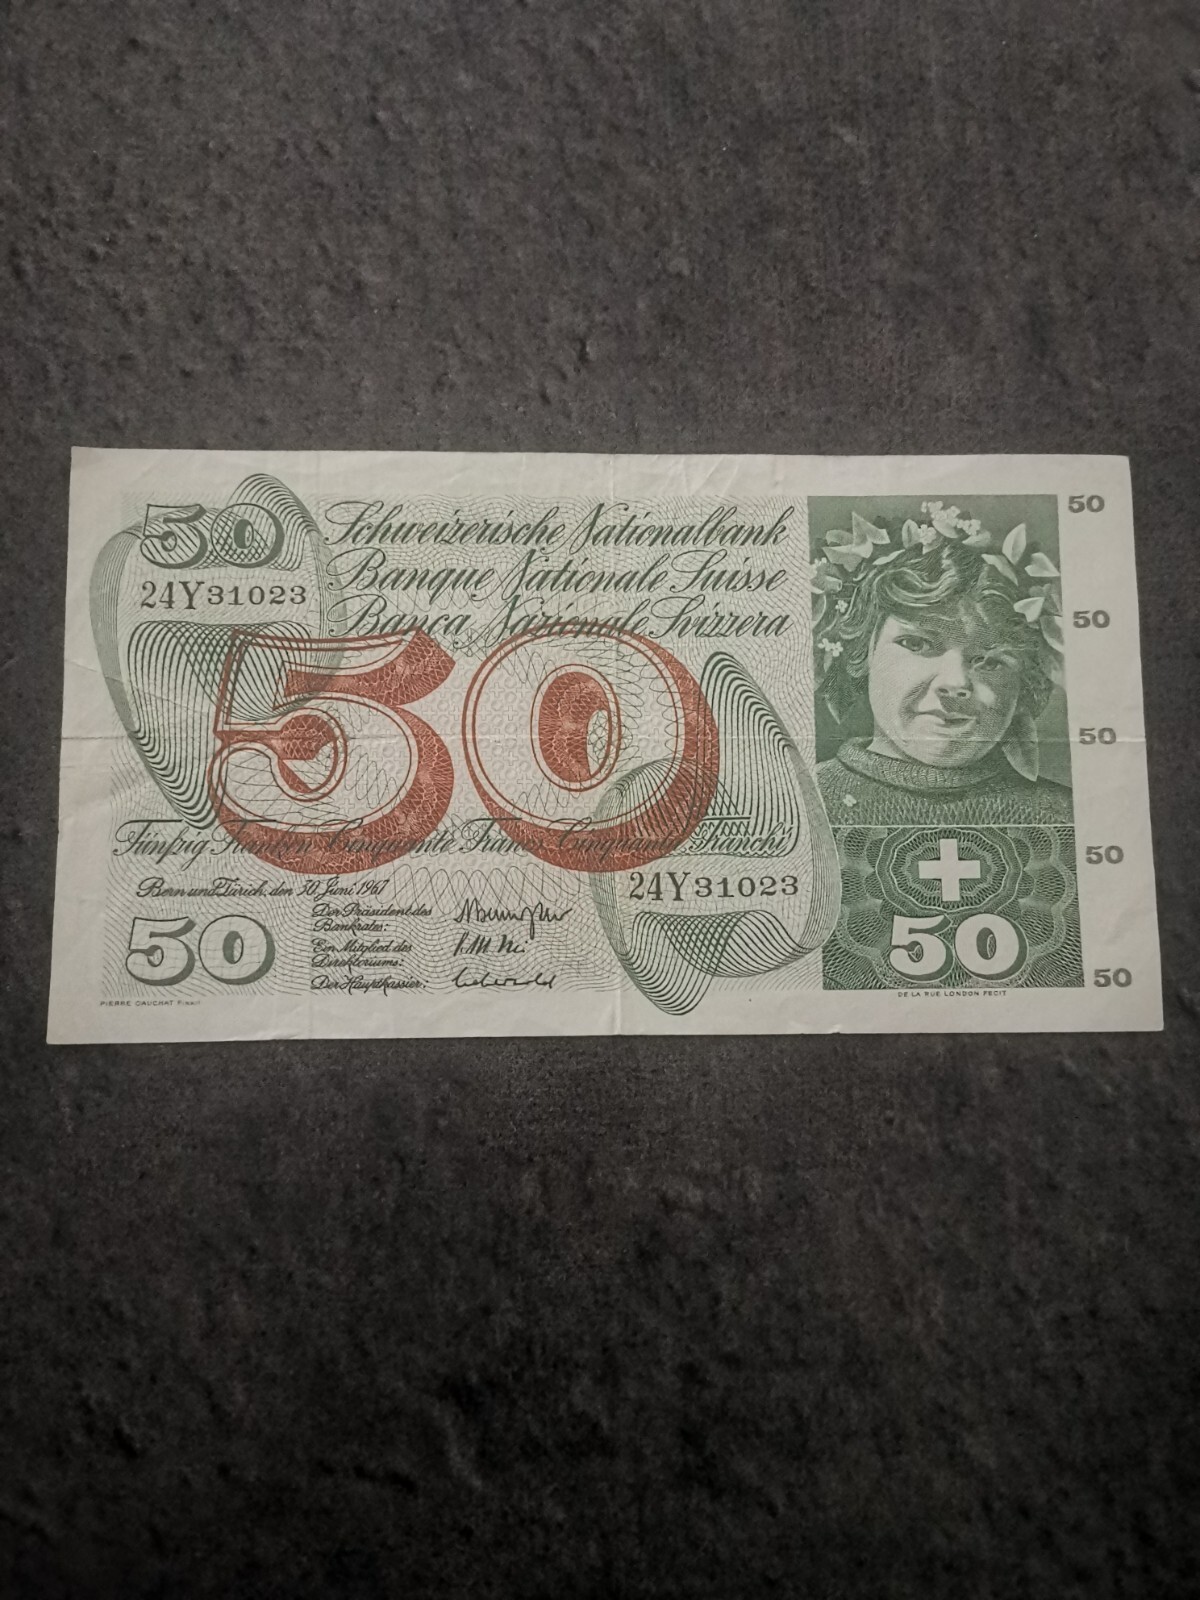 50
Schweizerische Nationalbank
Banque Nationale Suisse
Banca Nazionale Svizzera
24Y31023
50
Fünfzig Franken Cinquante Francs Cinquanta Franchi
Bern und Zürich, den 30. Juni 1967
24Y31023
Der Präsident des
Bankrates:
Ein Mitglied des
Direktoriums:
Der Hauptkassier:
50
PIERRE GAUCHAT PINXIT
50
DE LA RUE LONDON FECIT
50
50
50
50
50